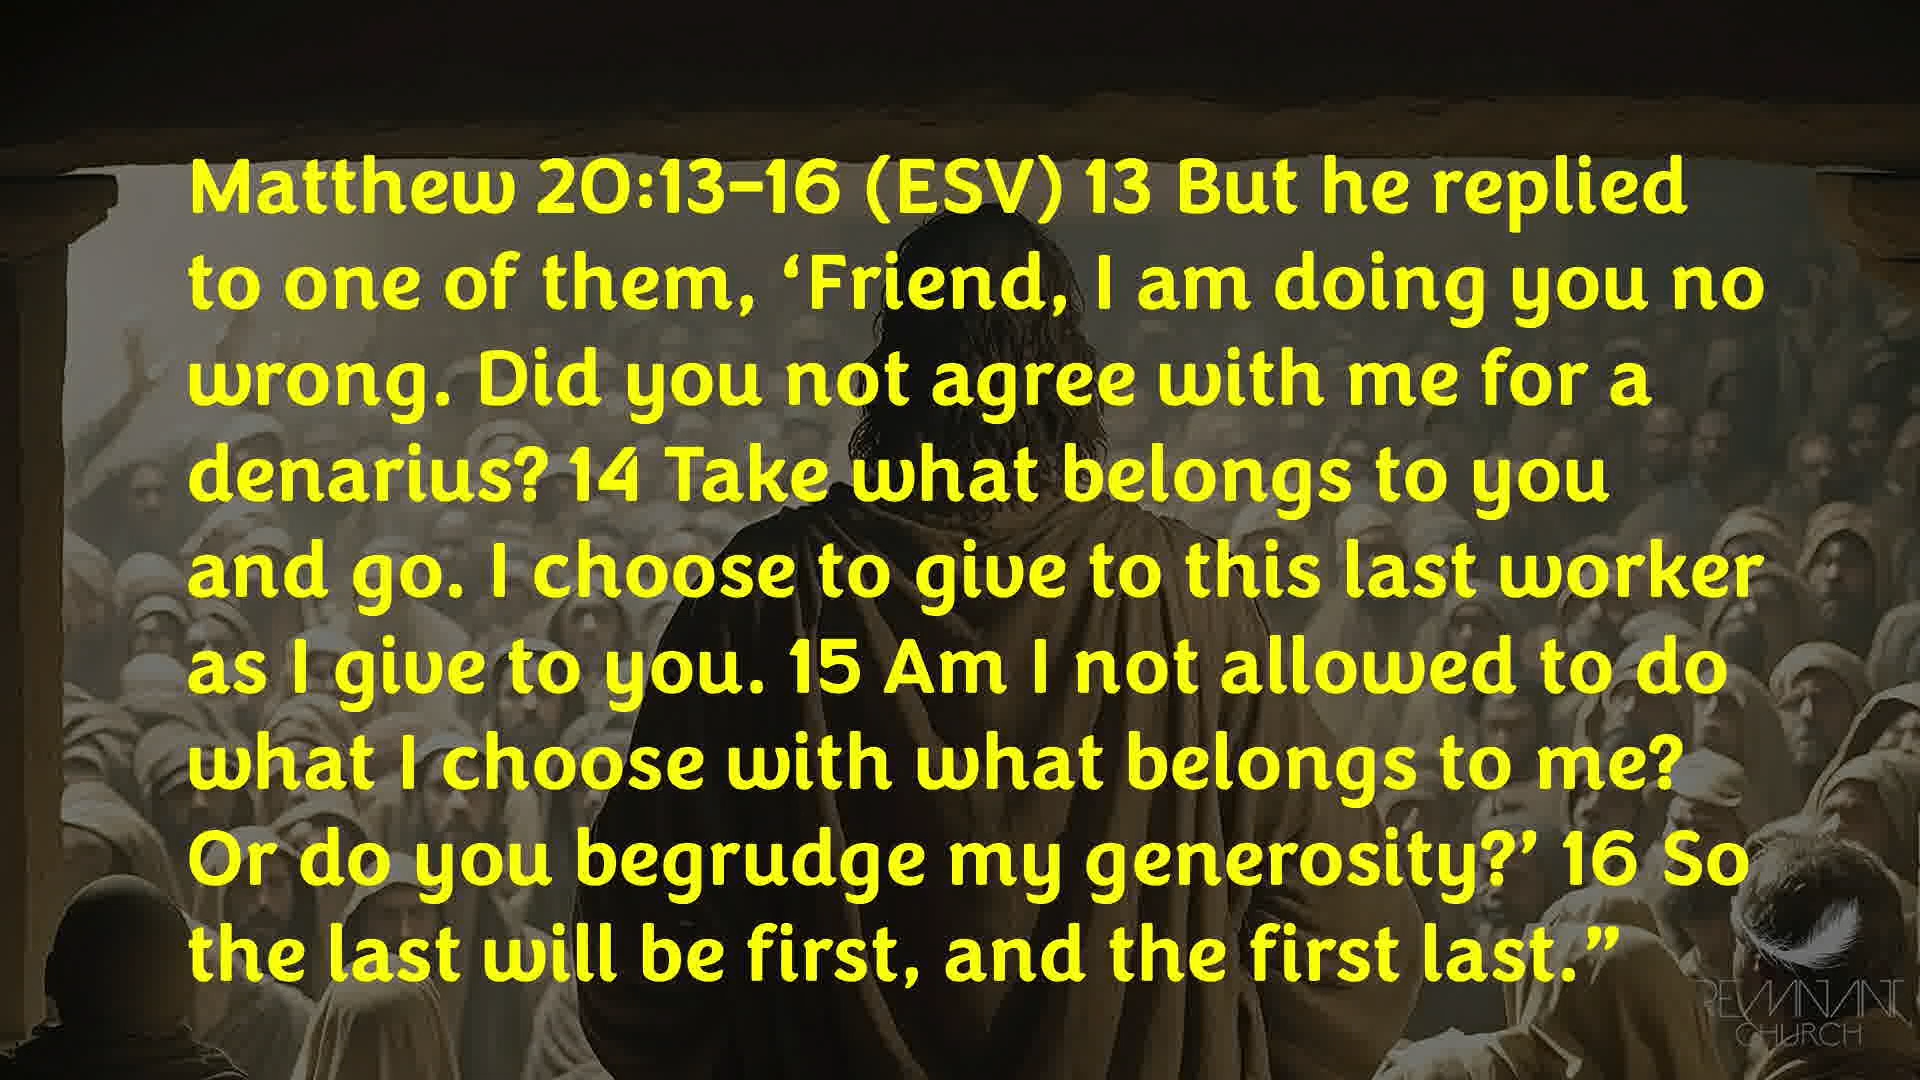 Matthew 20:13-16 (ESV) 13 But he replied
to one of them, ‘Friend, I am doing you no
wrong. Did you not agree with me for a
denarius? 14 Take what belongs to you
and go. I choose to give to this last worker
as I give to you. 15 Am I not allowed to do
what I choose with what belongs to me?
Or do you begrudge my generosity?’ 16 So
the last will be first, and the first last.”
REMNANT
CHURCH